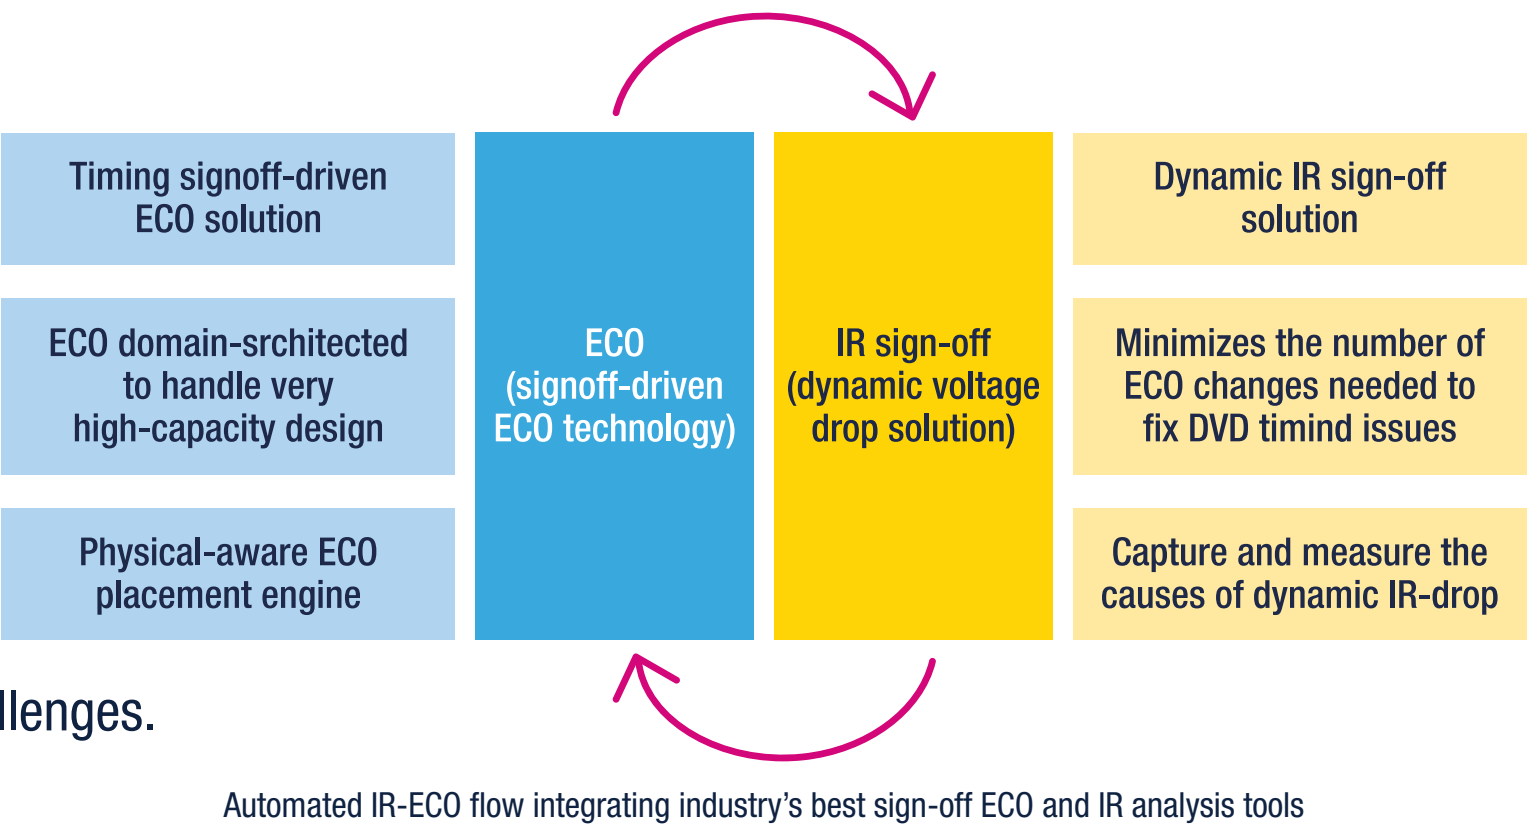 Timing signoff-driven
ECO solution
ECO domain-srchitected
to handle very
high-capacity design
Physical-aware ECO
placement engine
ECO
(signoff-driven
ECO technology)
IR sign-off
(dynamic voltage
drop solution)
Dynamic IR sign-off
solution
Minimizes the number of
ECO changes needed to
fix DVD timind issues
Capture and measure the
causes of dynamic IR-drop
llenges.
Automated IR-ECO flow integrating industry's best sign-off ECO and IR analysis tools